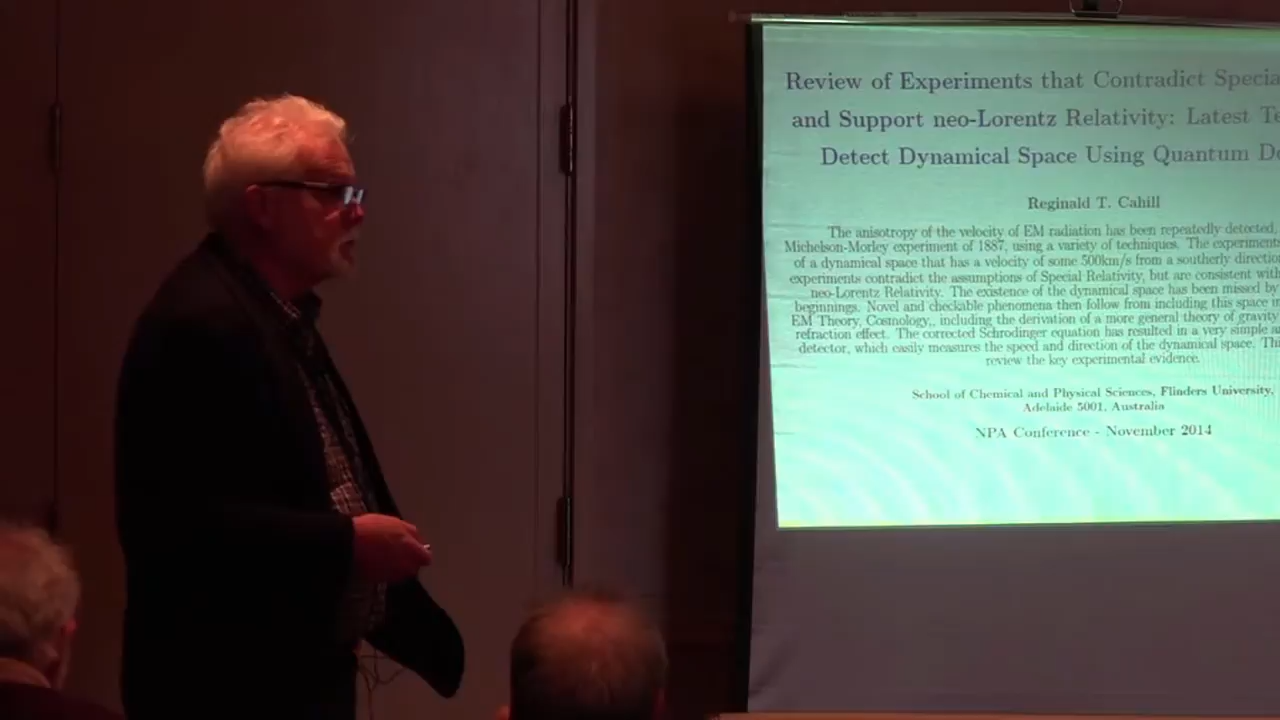 Review of Experiments that Contradict Specia
and Support neo-Lorentz Relativity: Latest Te
Detect Dynamical Space Using Quantum De
Reginald T. Cahill
The anisotropy of the velocity of EM radiation has been repeatedly detected,
Michelson-Morley experiment of 1887, using a variety of techniques. The experiment
of a dynamical space that has a velocity of some 500km/s from a southerly directio
experiments contradict the assumptions of Special Relativity, but are consistent with
neo-Lorentz Relativity. The existence of the dynamical space has been missed by
beginnings. Novel and checkable phenomena then follow from including this space i
EM Theory, Cosmology,, including the derivation of a more general theory of gravity
refraction effect. The corrected Schrodinger equation has resulted in a very simple a
detector, which easily measures the speed and direction of the dynamical space. Thi
review the key experimental evidence.
School of Chemical and Physical Sciences, Flinders University,
Adelaide 5001, Australia
NPA Conference - November 2014